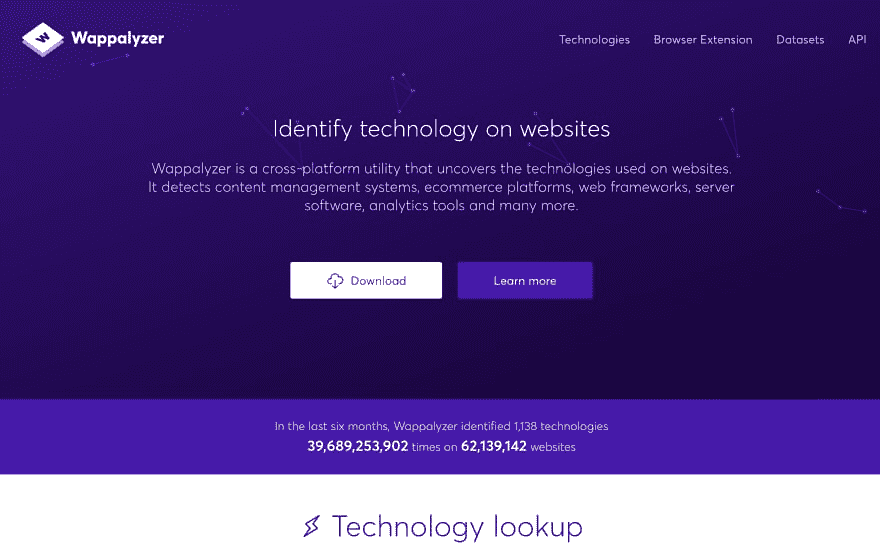 Wappalyzer
Technologies Browser Extension Datasets API
Identify technology on websites
Wappalyzer is a cross-platform utility that uncovers the technologies used on websites.
It detects content management systems, ecommerce platforms, web frameworks, server
software, analytics tools and many more.
Download Learn more
In the last six months, Wappalyzer identified 1,138 technologies
39,689,253,902 times on 62,139,142 websites
Technology lookup